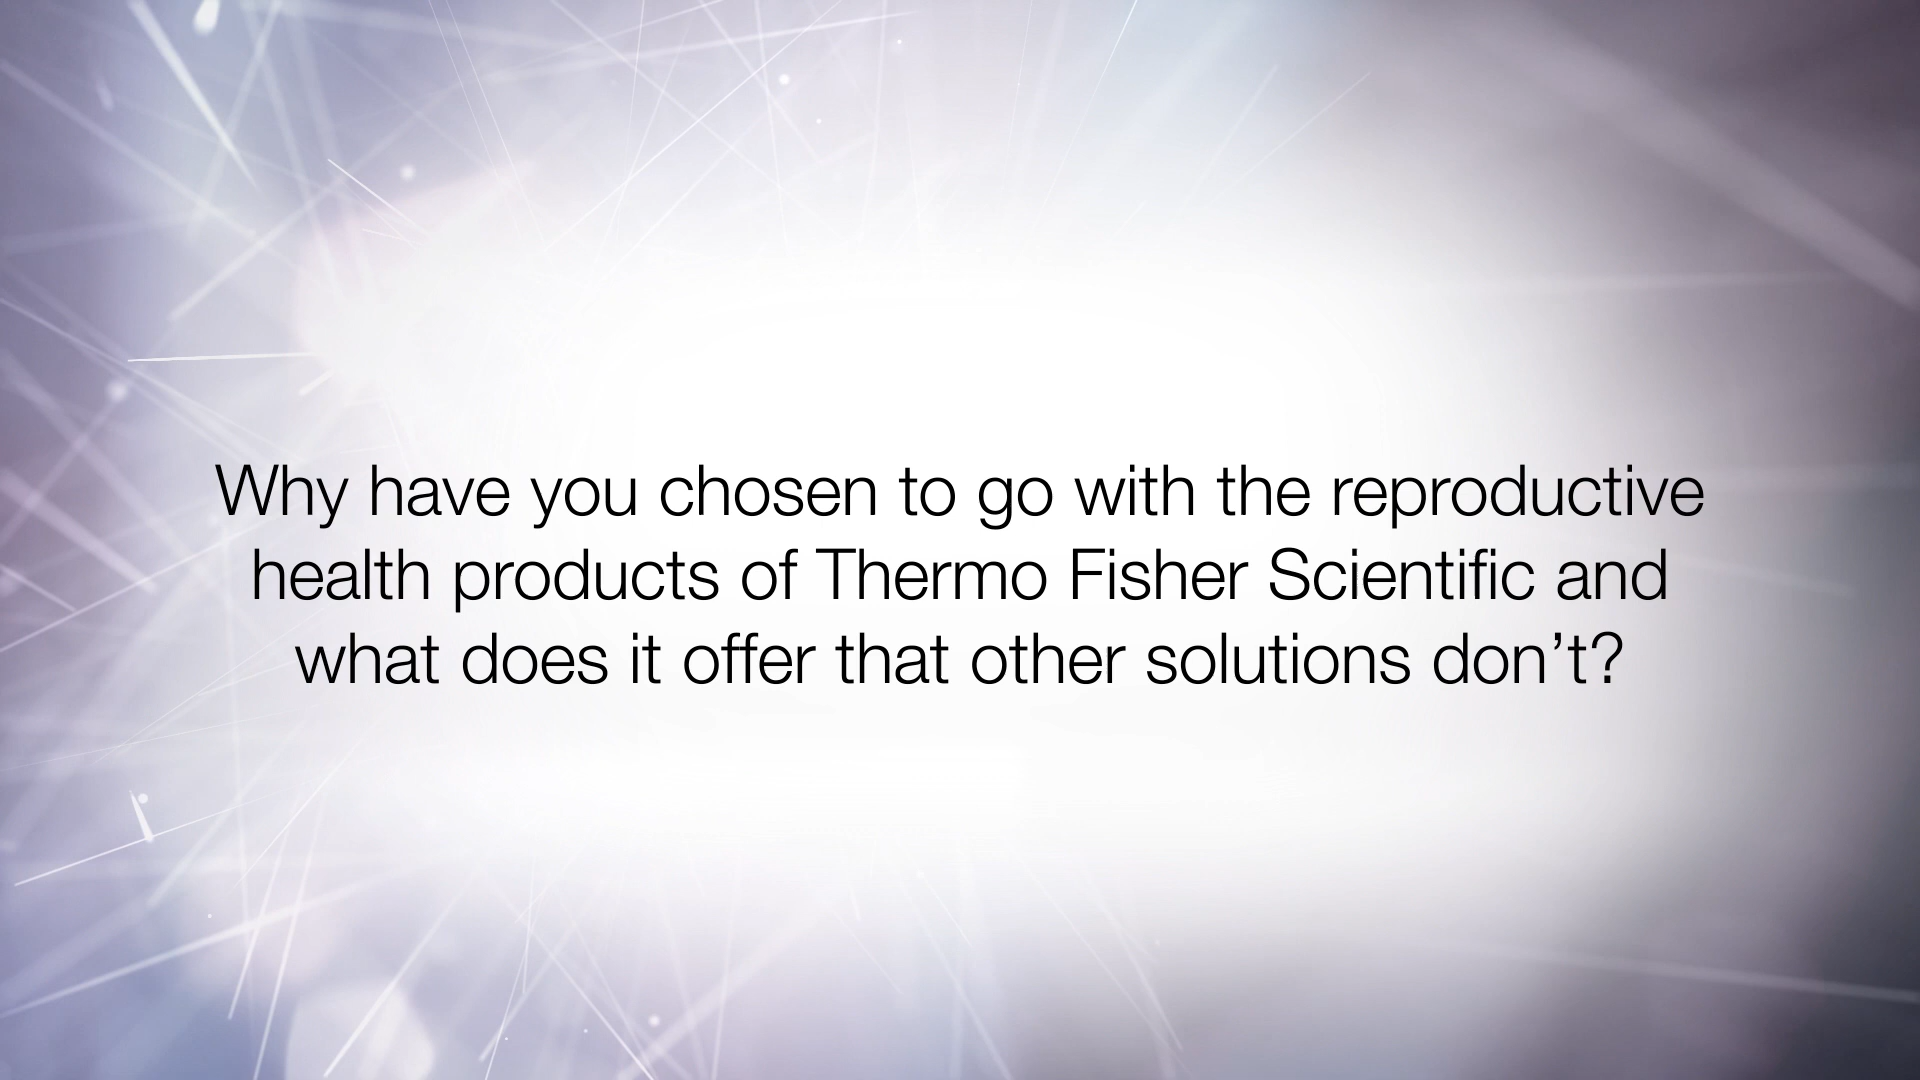 Why have you chosen to go with the reproductive
health products of Thermo Fisher Scientific and
what does it offer that other solutions don’t?